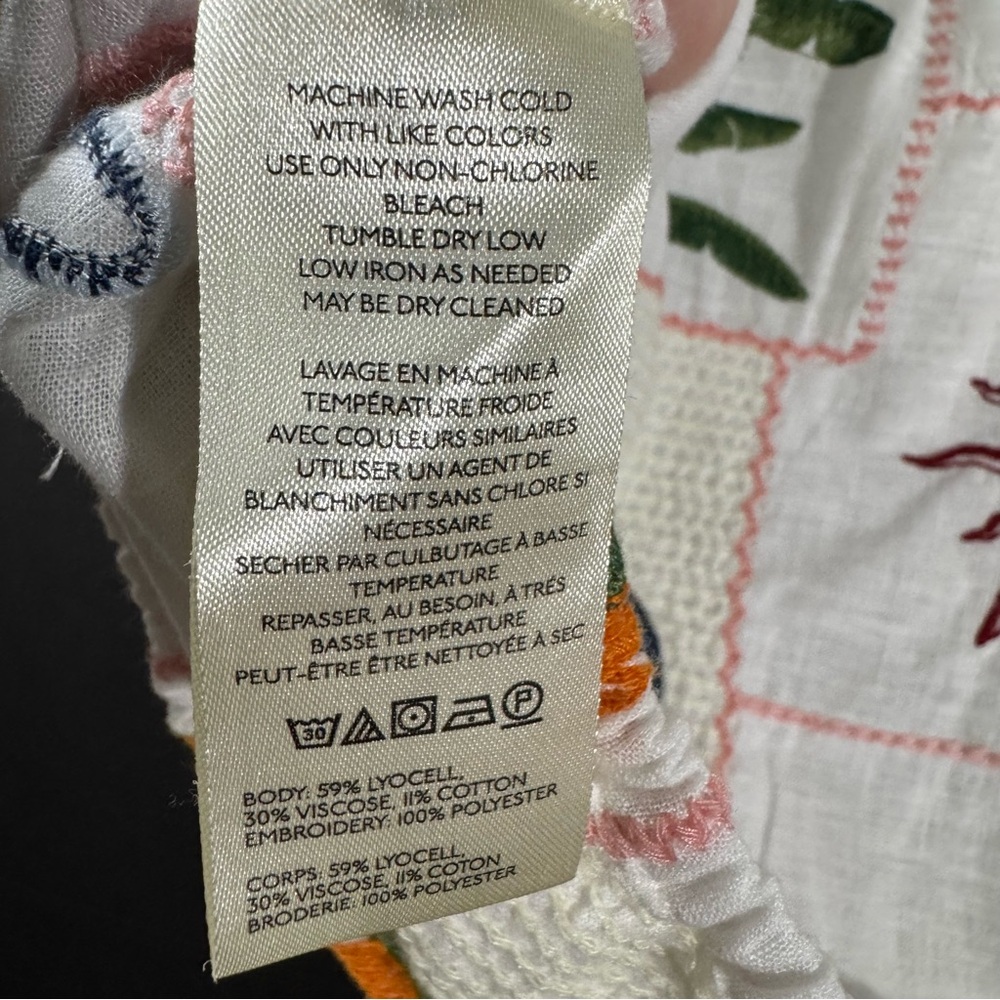 MACHINE WASH COLD
WITH LIKE COLORS
USE ONLY NON-CHLORINE
BLEACH
TUMBLE DRY LOW
LOW IRON AS NEEDED
MAY BE DRY CLEANED
LAVAGE EN MACHINE À
TEMPÉRATURE FROIDE
AVEC COULEURS SIMILAIRES
UTILISER UN AGENT DE
BLANCHIMENT SANS CHLORE SI
NÉCESSAIRE
SECHER PAR CULBUTAGE À BASSE
TEMPERATURE
REPASSER, AU BESOIN, À TRÉS
BASSE TEMPÉRATURE
PEUT-ÊTRE ÊTRE NETTOYÉE À SEC
30 P
BODY: 59% LYOCELL,
30% VISCOSE, 11% COTTON
EMBROIDERY: 100% POLYESTER
CORPS: 59% LYOCELL,
30% VISCOSE, 11% COTON
BRODERIE: 100% POLYESTER